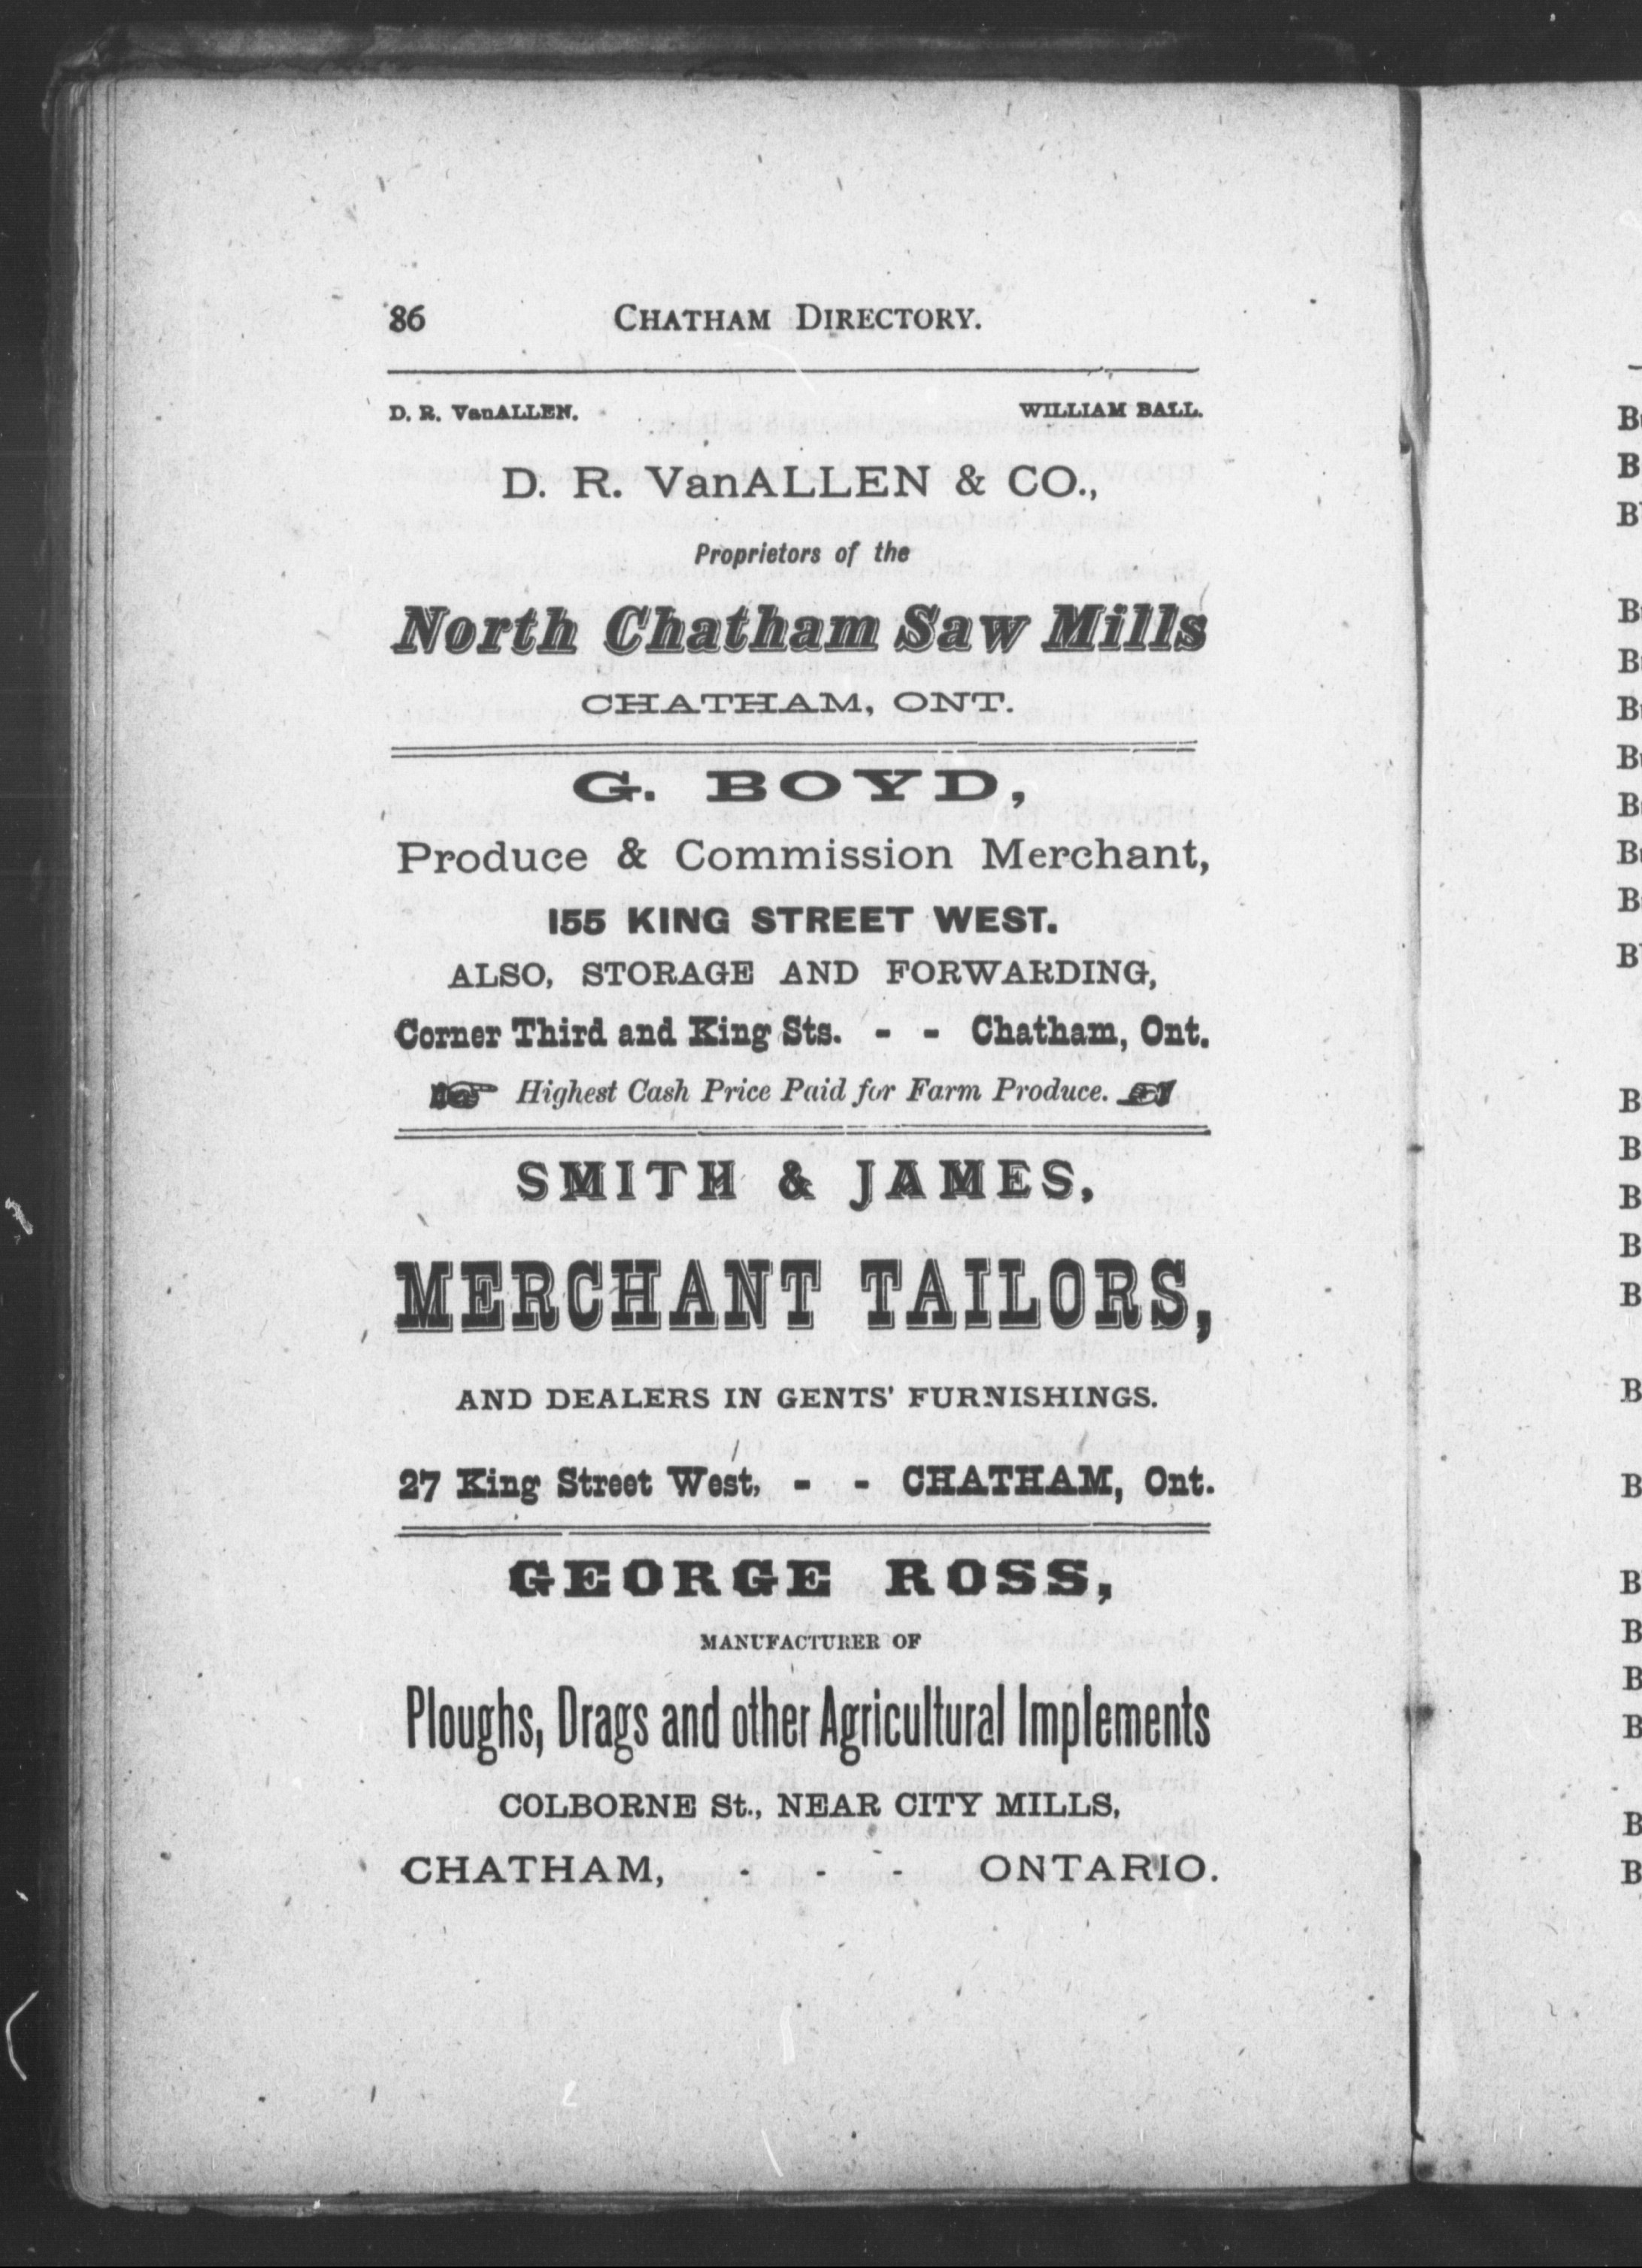 86 CHATHAM DIRECTORY.
D. R. VanALLEN. WILLIAM BALL.
D. R. VanALLEN & CO.,
Proprietors of the
North Chatham Saw Mills
CHATHAM, ONT.
G. BOYD,
Produce & Commission Merchant,
155 KING STREET WEST.
ALSO, STORAGE AND FORWARDING,
Corner Third and King Sts. - - Chatham, Ont.
Highest Cash Price Paid for Farm Produce.
SMITH & JAMES,
MERCHANT TAILORS,
AND DEALERS IN GENTS' FURNISHINGS.
27 King Street West, - - CHATHAM, Ont.
GEORGE ROSS,
MANUFACTURER OF
Ploughs, Drags and other Agricultural Implements
COLBORNE St., NEAR CITY MILLS,
CHATHAM, - - - ONTARIO.